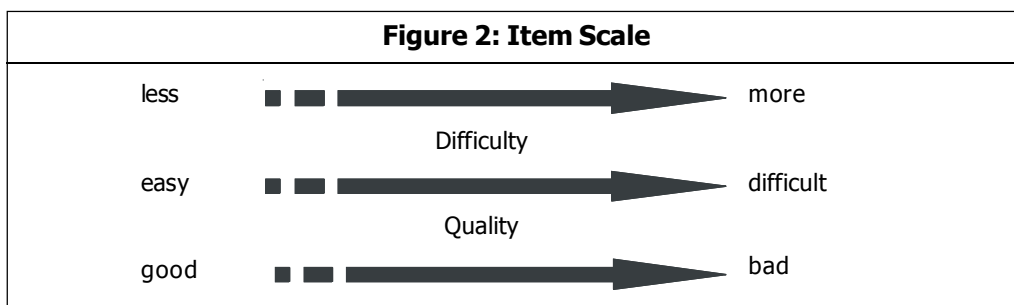 Figure 2: Item Scale
less more
Difficulty
easy difficult
Quality
good bad